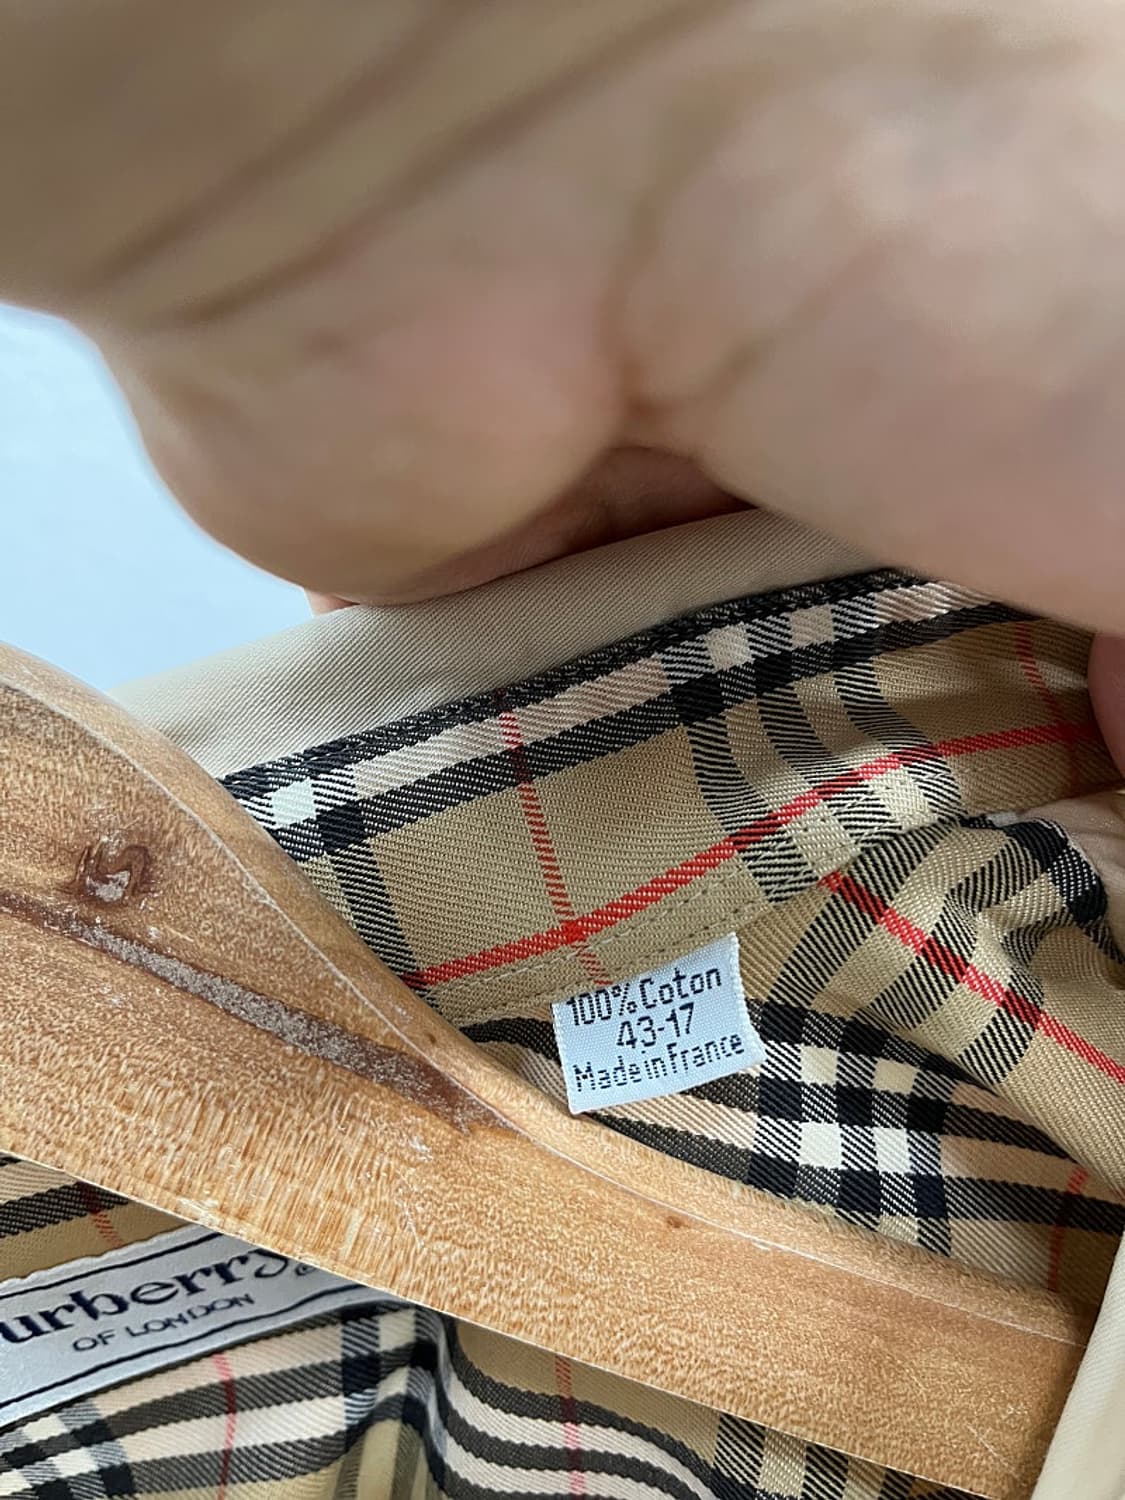 100% Coton
43-17
Made in France
urberrys
OF LONDON